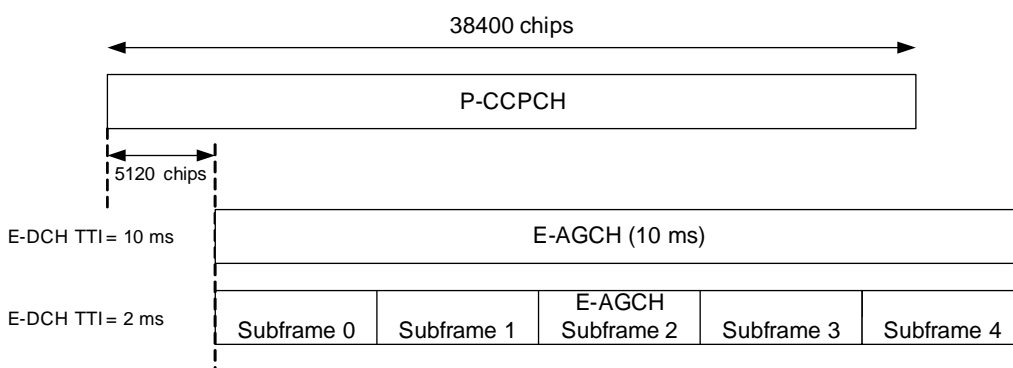 38400 chips
P-CCPCH
5120 chips
E-DCH TTI = 10 ms
E-AGCH (10 ms)
E-DCH TTI = 2 ms
Subframe 0
Subframe 1
E-AGCH
Subframe 2
Subframe 3
Subframe 4